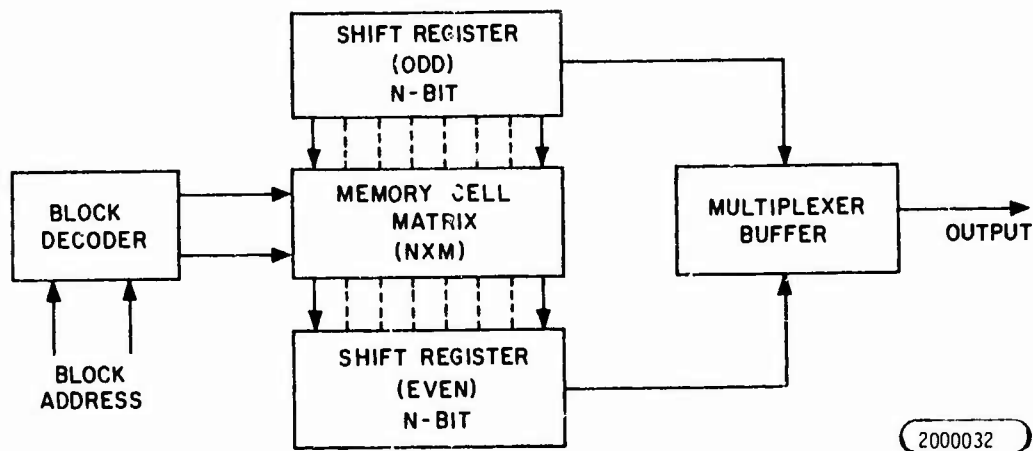 SHIFT REGISTER
(ODD)
N-BIT
BLOCK
DECODER
MEMORY CELL
MATRIX
(NXM)
MULTIPLEXER
BUFFER
OUTPUT
SHIFT REGISTER
(EVEN)
N-BIT
BLOCK
ADDRESS
2000032